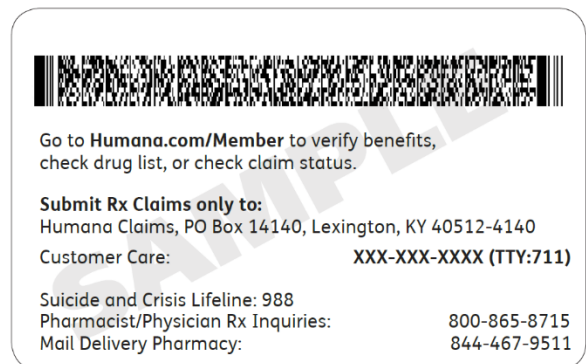 Go to Humana.com/Member to verify benefits,
check drug list, or check claim status.
Submit Rx Claims only to:
Humana Claims, PO Box 14140, Lexington, KY 40512-4140
Customer Care: XXX-XXX-XXXX (TTY:711)
Suicide and Crisis Lifeline: 988
Pharmacist/Physician Rx Inquiries: 800-865-8715
Mail Delivery Pharmacy: 844-467-9511
SAMPLE